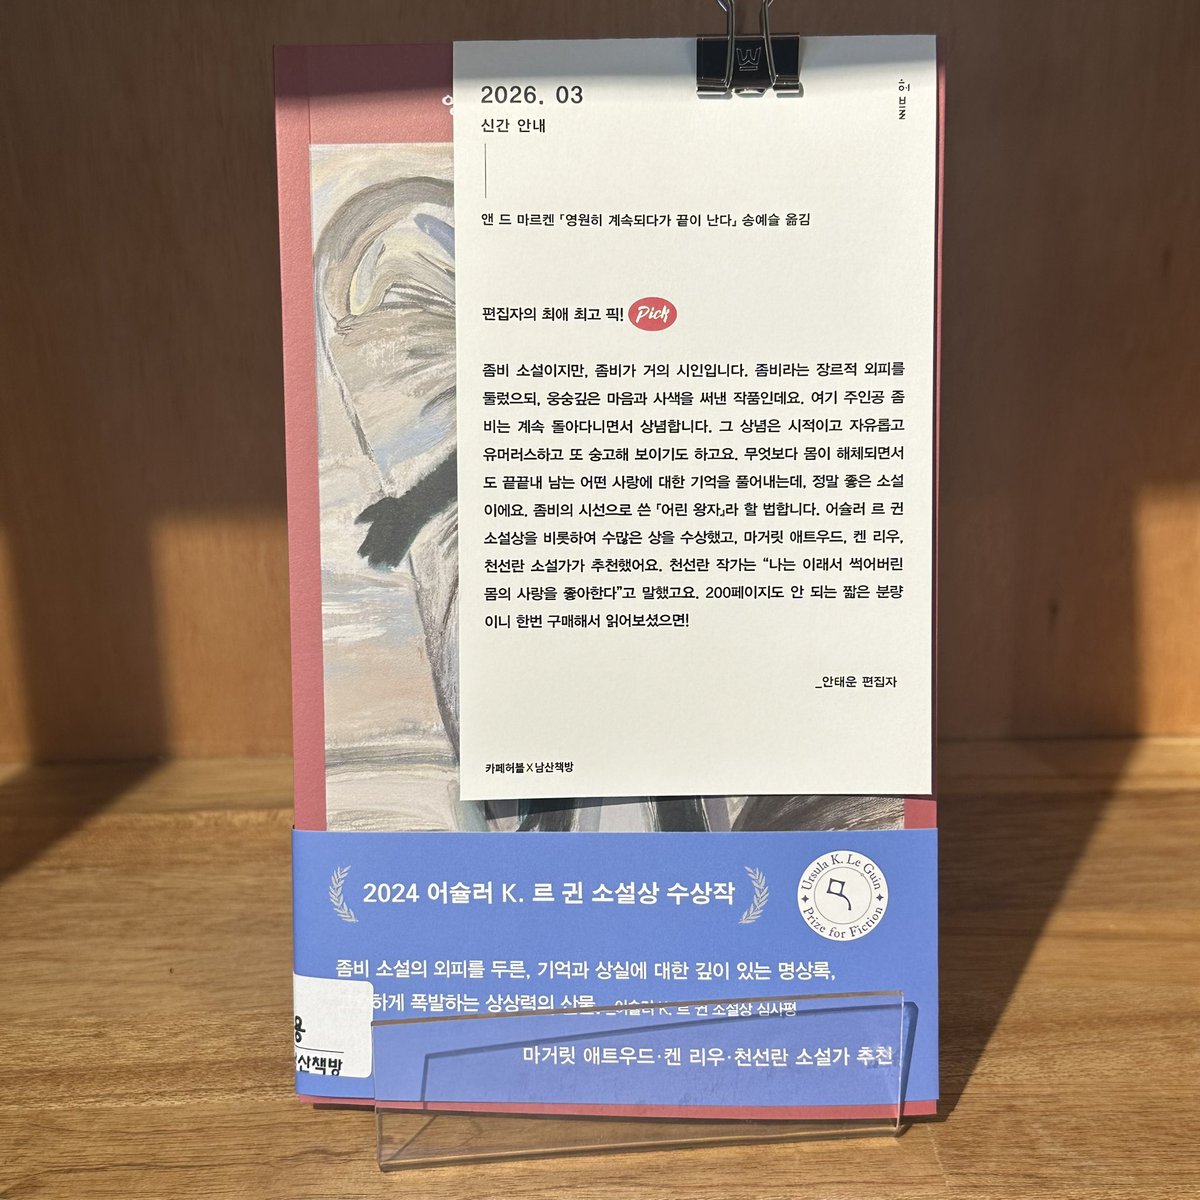 2026. 03
신간 안내
허블
앤 드 마르켄 「영원히 계속되다가 끝이 난다」 송예슬 옮김
편집자의 최애 최고 픽! Pick
좀비 소설이지만, 좀비가 거의 시인입니다. 좀비라는 장르적 외피를
둘렀으되, 웅숭깊은 마음과 사색을 써낸 작품인데요. 여기 주인공 좀
비는 계속 돌아다니면서 상념합니다. 그 상념은 시적이고 자유롭고
유머러스하고 또 숭고해 보이기도 하고요. 무엇보다 몸이 해체되면서
도 끝끝내 남는 어떤 사랑에 대한 기억을 풀어내는데, 정말 좋은 소설
이에요. 좀비의 시선으로 쓴 「어린 왕자」라 할 법합니다. 어슐러 르 귄
소설상을 비롯하여 수많은 상을 수상했고, 마거릿 애트우드, 켄 리우,
천선란 소설가가 추천했어요. 천선란 작가는 “나는 이래서 썩어버린
몸의 사랑을 좋아한다”고 말했고요. 200페이지도 안 되는 짧은 분량
이니 한번 구매해서 읽어보셨으면!
_안태운 편집자
카페허블X남산책방
2024 어슐러 K. 르 귄 소설상 수상작
Ursula K. Le Guin
Prize for Fiction
좀비 소설의 외피를 두른, 기억과 상실에 대한 깊이 있는 명상록,
하게 폭발하는 상상력의 산물. _어슐러 K. 르 귄 소설상 심사평
마거릿 애트우드·켄 리우·천선란 소설가 추천
용
산책방